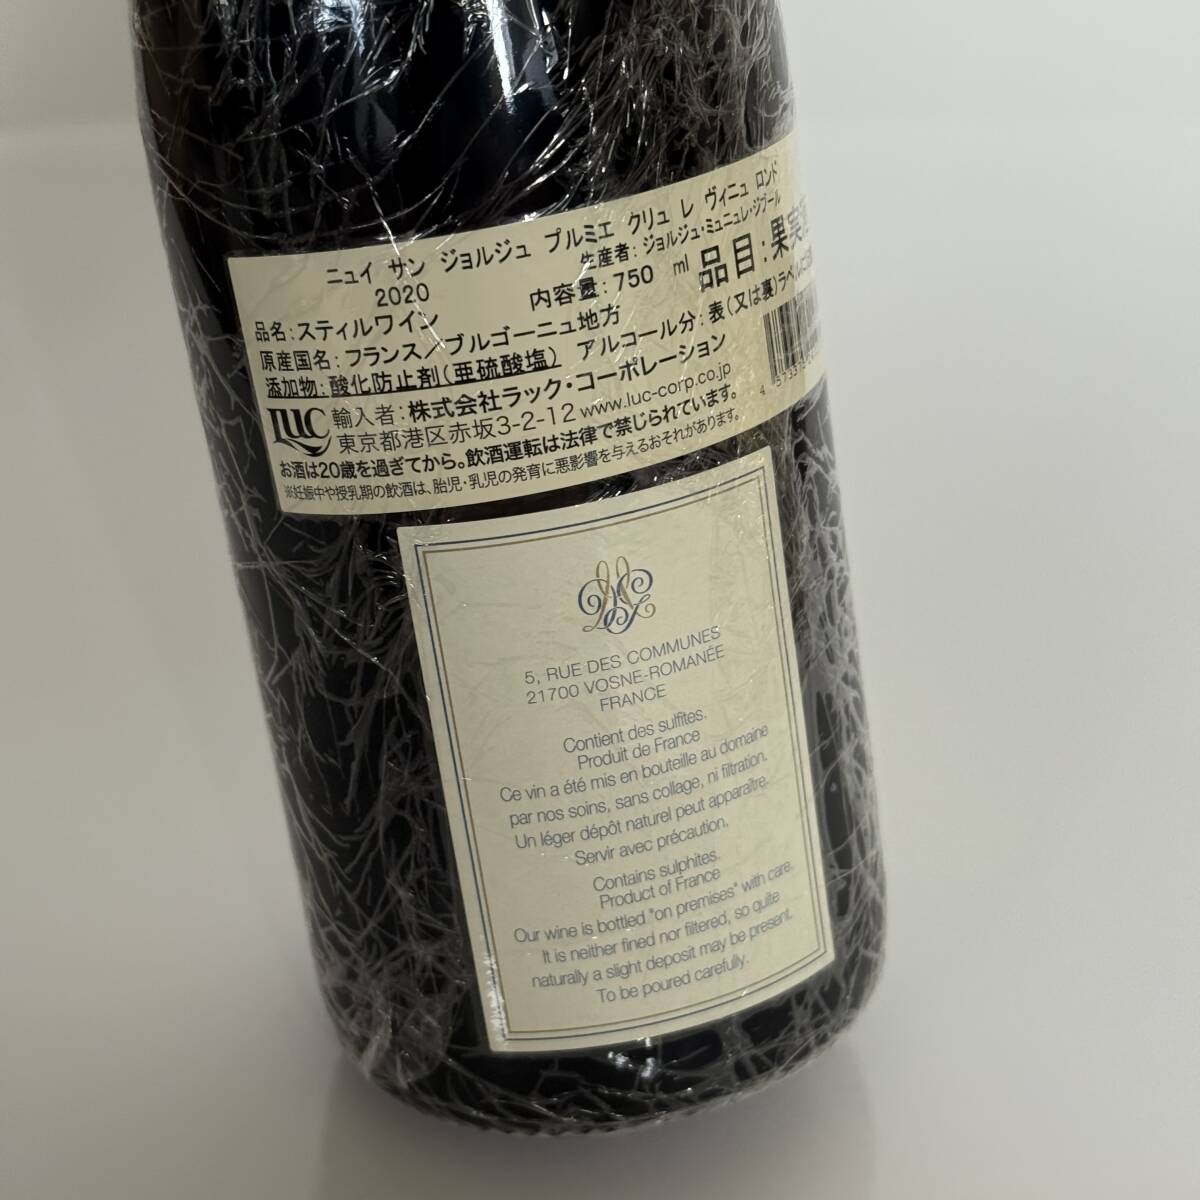 ニュイ サン ジョルジュ プルミエ クリュ レ ヴィニュ ロンド
2020
生産者:ジョルジュ・ミュニュレ・ジブール
品名:スティルワイン
内容量:750 ml
品目:果実
原産国名:フランス/ブルゴーニュ地方
アルコール分:表(又は裏)ラベルに
添加物:酸化防止剤(亜硫酸塩)
LUC
輸入者:株式会社ラック・コーポレーション
東京都港区赤坂3-2-12 www.luc-corp.co.jp
お酒は20歳を過ぎてから。飲酒運転は法律で禁じられています。
※妊娠中や授乳期の飲酒は、胎児・乳児の発育に悪影響を与えるおそれがあります。
5, RUE DES COMMUNES
21700 VOSNE-ROMANÉE
FRANCE
Contient des sulfites.
Produit de France
Ce vin a été mis en bouteille au domaine
par nos soins, sans collage, ni filtration.
Un léger dépôt naturel peut apparaître.
Servir avec précaution.
Contains sulphites.
Product of France
Our wine is bottled "on premises" with care.
It is neither fined nor filtered, so quite
naturally a slight deposit may be present.
To be poured carefully.